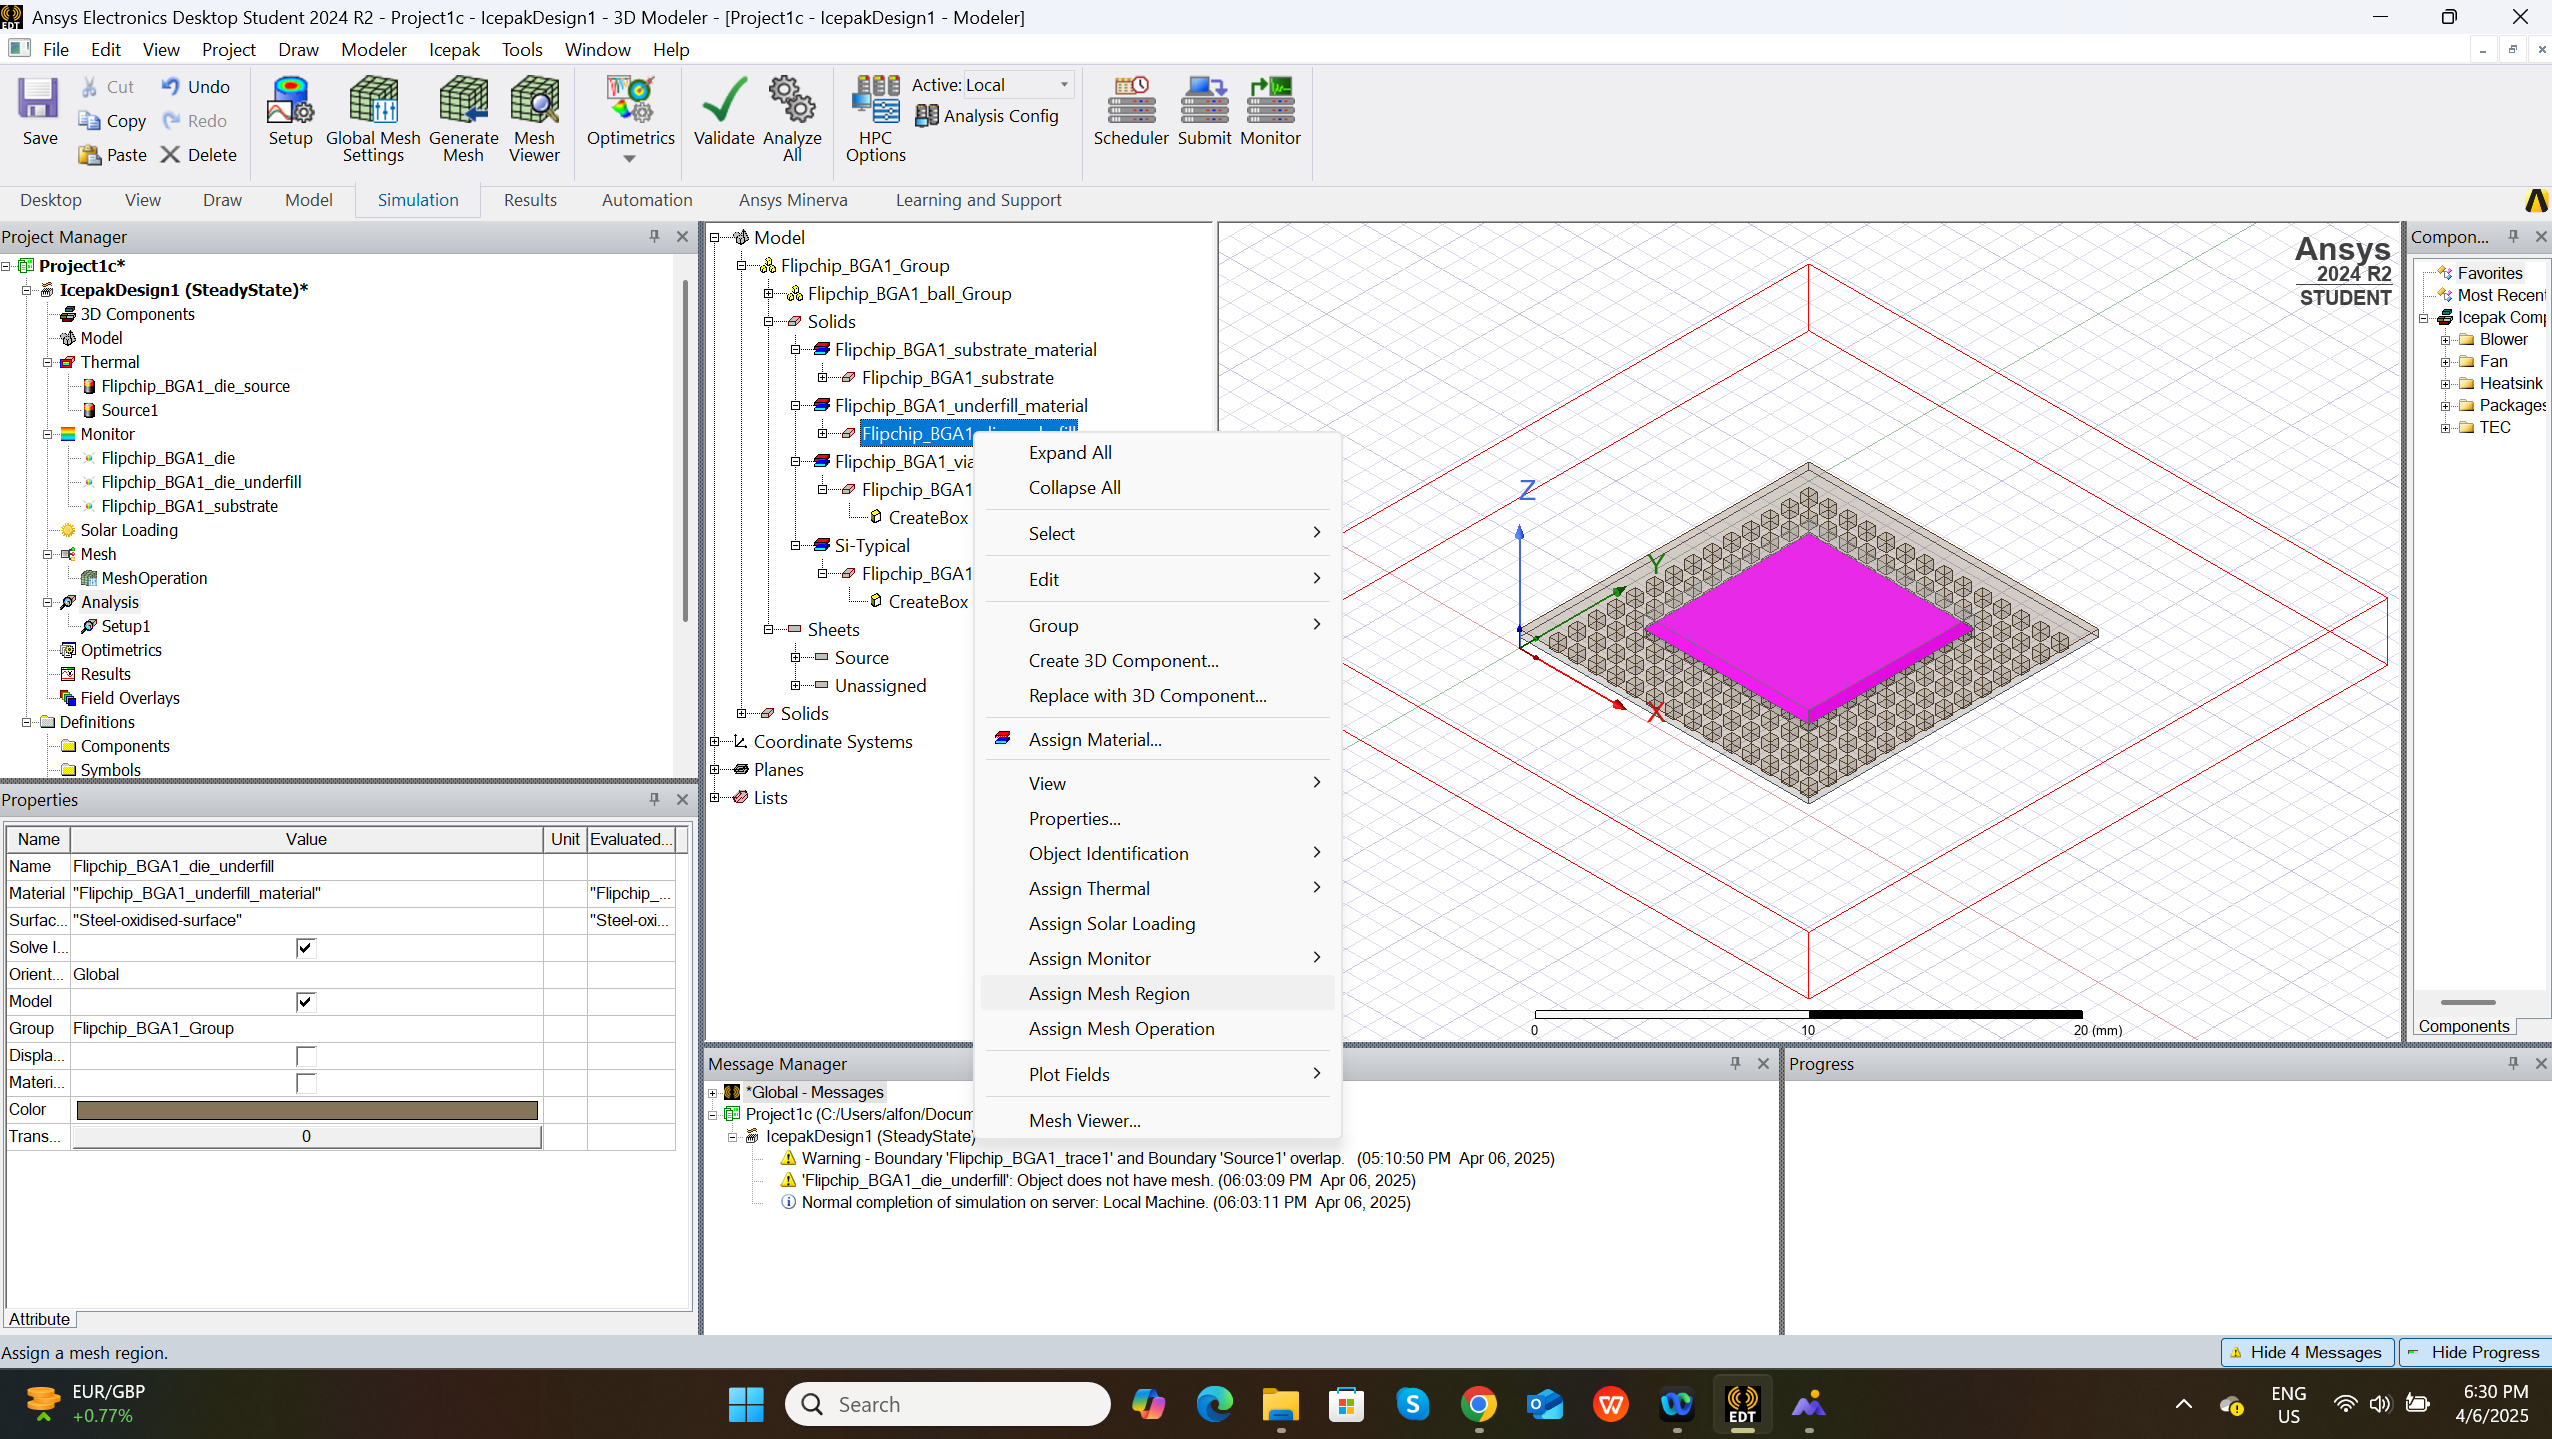 Ansys Electronics Desktop Student 2024 R2 - Project1c - IcepakDesign1 - 3D Modeler - [Project1c - IcepakDesign1 - Modeler]
File Edit View Project Draw Modeler Icepak Tools Window Help
Save
Cut
Copy
Paste
Undo
Redo
Delete
Setup
Global Mesh Settings
Generate Mesh
Mesh Viewer
Optimetrics
Validate
Analyze All
HPC Options
Active: Local
Analysis Config
Scheduler
Submit
Monitor
Desktop View Draw Model Simulation Results Automation Ansys Minerva Learning and Support
Project Manager
Project1c*
IcepakDesign1 (SteadyState)*
3D Components
Model
Thermal
Flipchip_BGA1_die_source
Source1
Monitor
Flipchip_BGA1_die
Flipchip_BGA1_die_underfill
Flipchip_BGA1_substrate
Solar Loading
Mesh
MeshOperation
Analysis
Setup1
Optimetrics
Results
Field Overlays
Definitions
Components
Symbols
Properties
Name Value Unit Evaluated...
Name Flipchip_BGA1_die_underfill
Material "Flipchip_BGA1_underfill_material" "Flipchip_...
Surfac... "Steel-oxidised-surface" "Steel-oxi...
Solve I...
Orient... Global
Model
Group Flipchip_BGA1_Group
Displa...
Materi...
Color
Trans... 0
Attribute
Model
Flipchip_BGA1_Group
Flipchip_BGA1_ball_Group
Solids
Flipchip_BGA1_substrate_material
Flipchip_BGA1_substrate
Flipchip_BGA1_underfill_material
Flipchip_BGA1
Flipchip_BGA1_via
Flipchip_BGA1
CreateBox
Si-Typical
Flipchip_BGA1
CreateBox
Sheets
Source
Unassigned
Solids
Coordinate Systems
Planes
Lists
Expand All
Collapse All
Select
Edit
Group
Create 3D Component...
Replace with 3D Component...
Assign Material...
View
Properties...
Object Identification
Assign Thermal
Assign Solar Loading
Assign Monitor
Assign Mesh Region
Assign Mesh Operation
Plot Fields
Mesh Viewer...
Ansys
2024 R2
STUDENT
Z
Y
X
0 10 20 (mm)
Compon...
Favorites
Most Recent
Icepak Comp
Blower
Fan
Heatsink
Packages
TEC
Components
Message Manager
*Global - Messages
Project1c (C:/Users/alfon/Docum
IcepakDesign1 (SteadyState)
Warning - Boundary 'Flipchip_BGA1_trace1' and Boundary 'Source1' overlap. (05:10:50 PM Apr 06, 2025)
'Flipchip_BGA1_die_underfill': Object does not have mesh. (06:03:09 PM Apr 06, 2025)
Normal completion of simulation on server: Local Machine. (06:03:11 PM Apr 06, 2025)
Progress
Assign a mesh region.
Hide 4 Messages
Hide Progress
EUR/GBP
+0.77%
Search
EDT
ENG
US
6:30 PM
4/6/2025